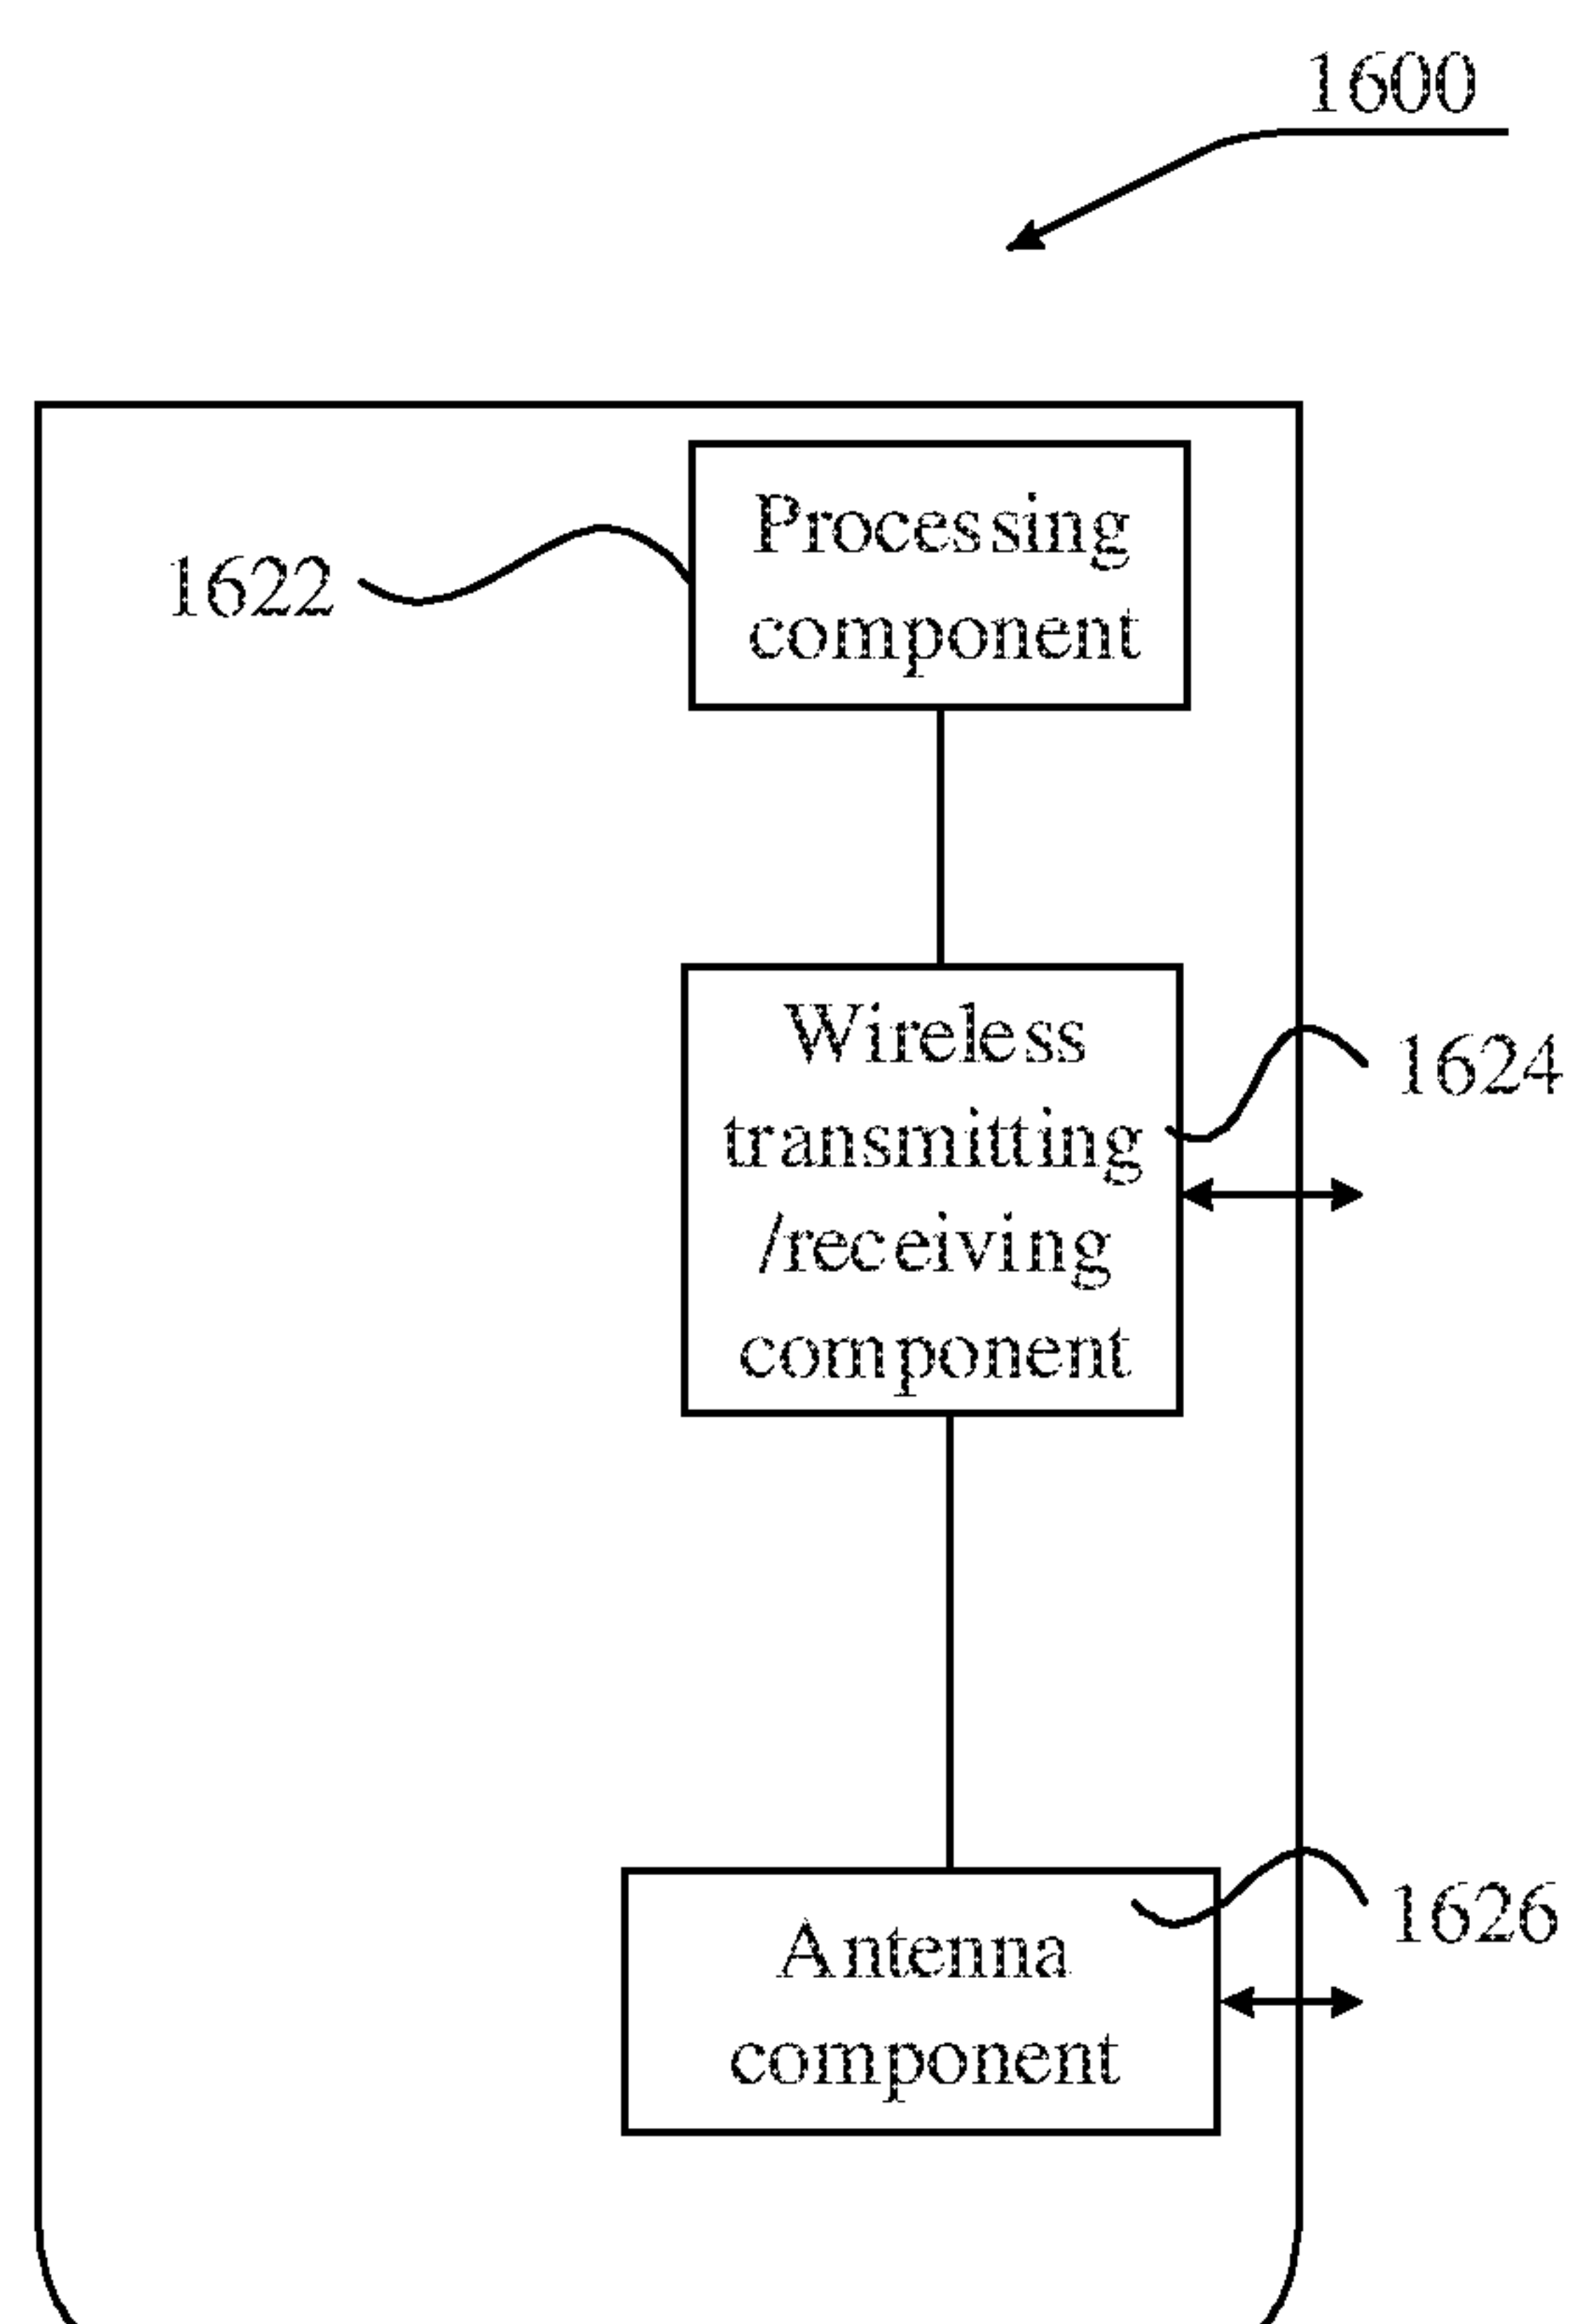 1600
Processing
component
1622
Wireless
transmitting
/receiving
component
1624
Antenna
component
1626